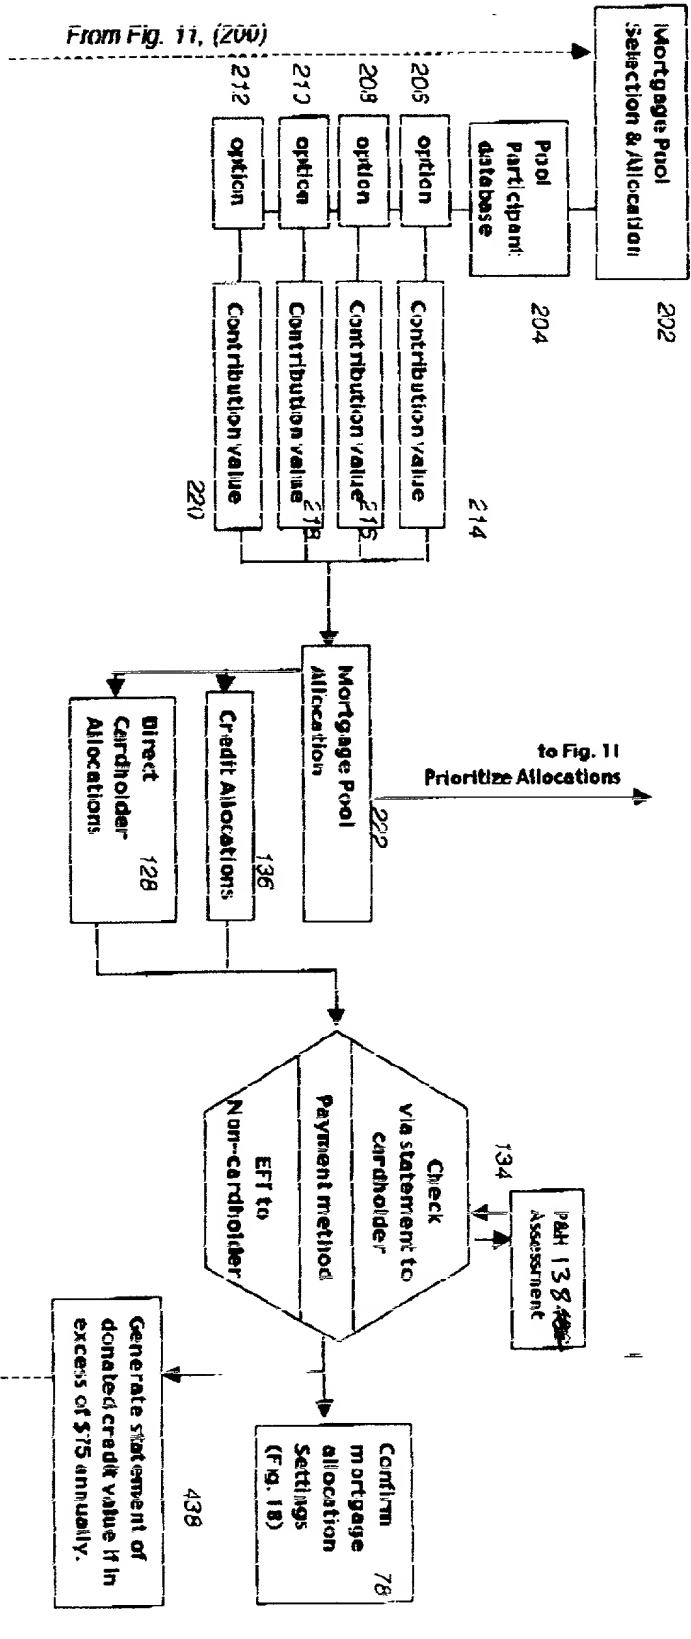 From Fig. 11, (200)
Mortgage Pool
Selection & Allocation
202
Pool
Participant
database
204
206
option
208
option
210
option
212
option
Contribution value
214
Contribution value
216
Contribution value
218
Contribution value
220
Mortgage Pool
Allocation
222
to Fig. 11
Prioritize Allocations
Credit Allocations
136
Direct
Cardholder
Allocations
128
Check
via statement to
cardholder
Payment method
EFT to
Non-cardholder
134
P&H 138
Assessment
Confirm
mortgage
allocation
Settings
(Fig. 18)
78
Generate statement of
donated credit value if in
excess of $75 annually.
438